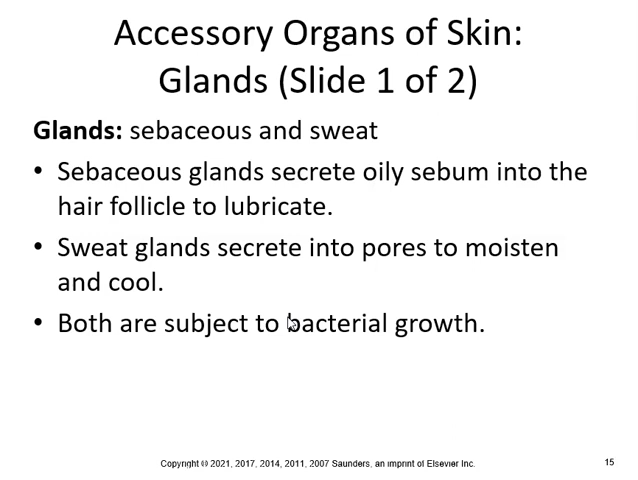 Accessory Organs of Skin:
Glands (Slide 1 of 2)
Glands: sebaceous and sweat
• Sebaceous glands secrete oily sebum into the
hair follicle to lubricate.
• Sweat glands secrete into pores to moisten
and cool.
• Both are subject to bacterial growth.
Copyright © 2021, 2017, 2014, 2011, 2007 Saunders, an imprint of Elsevier Inc.
15